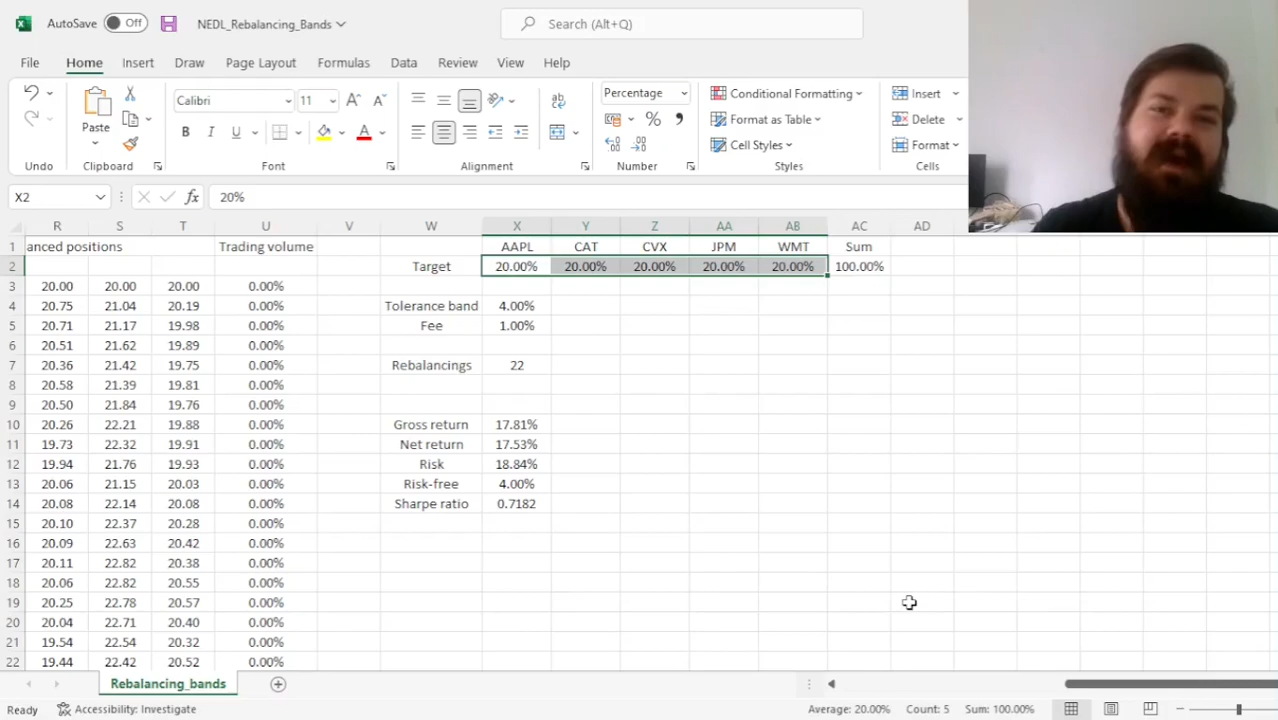 AutoSave Off NEDL_Rebalancing_Bands Search (Alt+Q)
File Home Insert Draw Page Layout Formulas Data Review View Help
Calibri 11 A A Percentage Conditional Formatting Insert
Paste B I U A Format as Table Delete
% Cell Styles Format
Undo Clipboard Font Alignment Number Styles Cells
X2 fx 20%
R S T U V W X Y Z AA AB AC AD
1 anced positions Trading volume AAPL CAT CVX JPM WMT Sum
2 Target 20.00% 20.00% 20.00% 20.00% 20.00% 100.00%
3 20.00 20.00 20.00 0.00%
4 20.75 21.04 20.19 0.00% Tolerance band 4.00%
5 20.71 21.17 19.98 0.00% Fee 1.00%
6 20.51 21.62 19.89 0.00%
7 20.36 21.42 19.75 0.00% Rebalancings 22
8 20.58 21.39 19.81 0.00%
9 20.50 21.84 19.76 0.00%
10 20.26 22.21 19.88 0.00% Gross return 17.81%
11 19.73 22.32 19.91 0.00% Net return 17.53%
12 19.94 21.76 19.93 0.00% Risk 18.84%
13 20.06 21.15 20.03 0.00% Risk-free 4.00%
14 20.08 22.14 20.08 0.00% Sharpe ratio 0.7182
15 20.10 22.37 20.28 0.00%
16 20.09 22.63 20.42 0.00%
17 20.11 22.82 20.38 0.00%
18 20.06 22.82 20.55 0.00%
19 20.25 22.78 20.57 0.00%
20 20.04 22.71 20.40 0.00%
21 19.54 22.54 20.32 0.00%
22 19.44 22.42 20.52 0.00%
Rebalancing_bands
Ready Accessibility: Investigate Average: 20.00% Count: 5 Sum: 100.00%